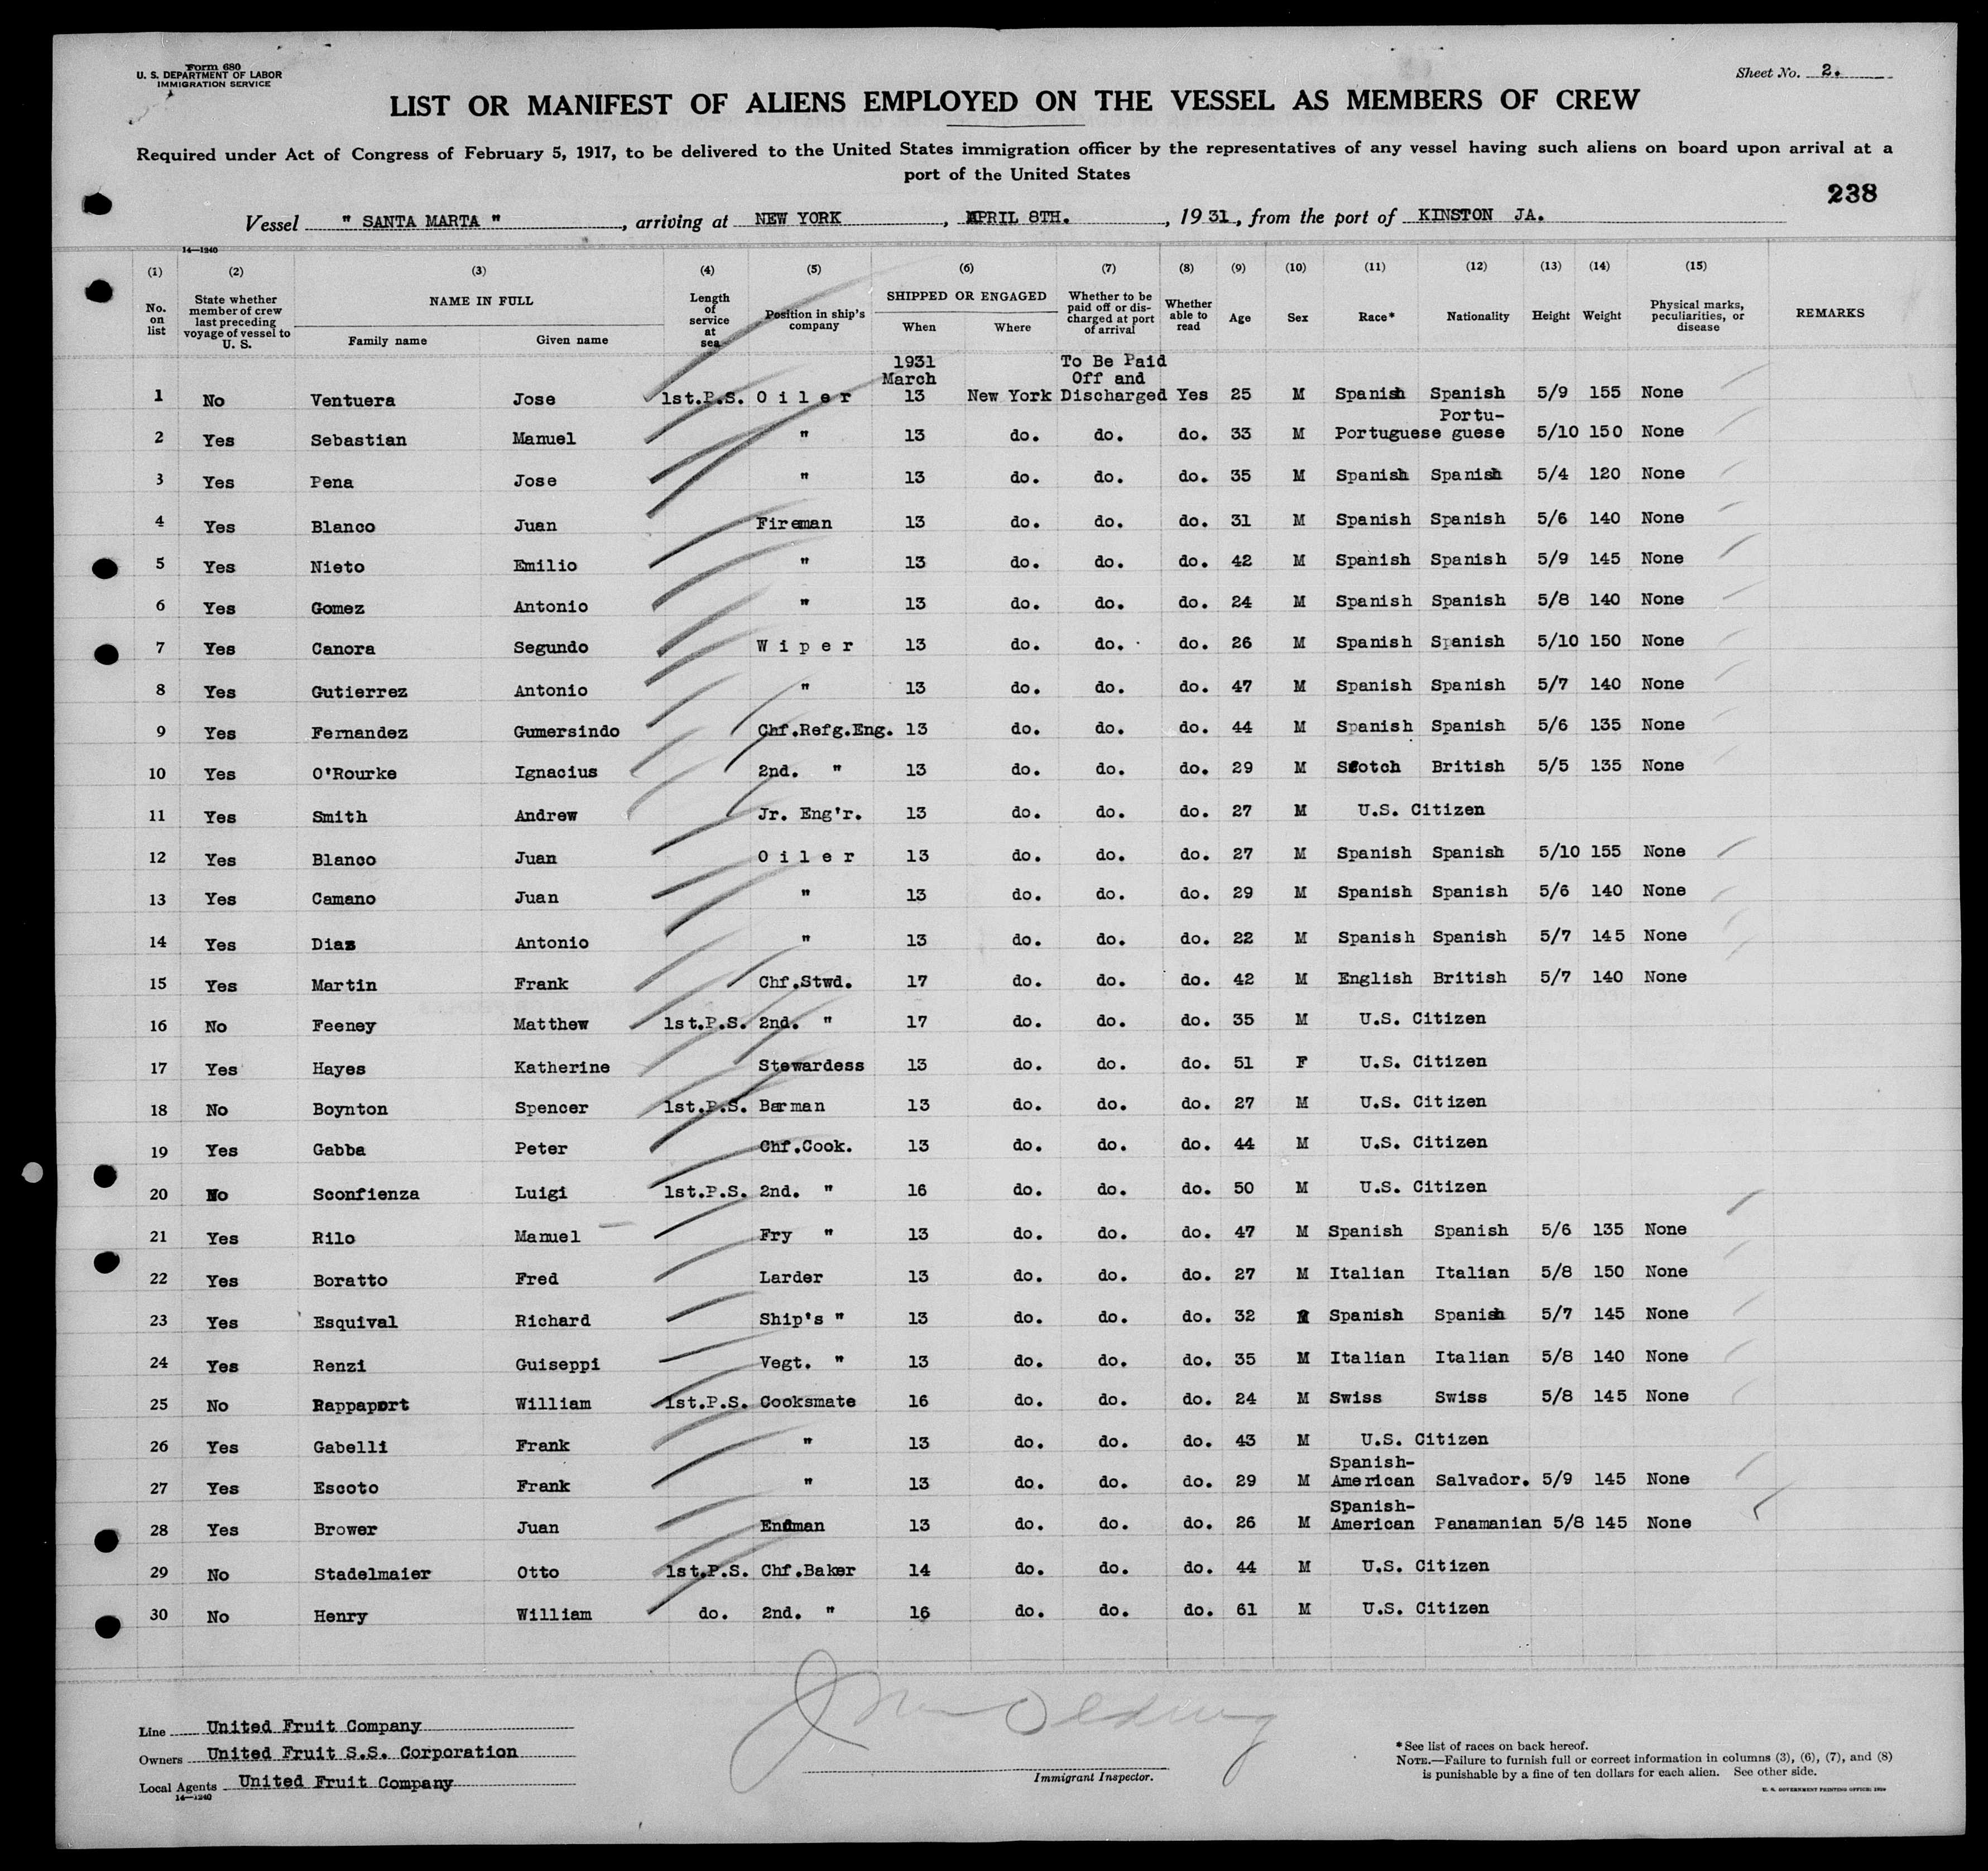 Form 680
U. S. DEPARTMENT OF LABOR
IMMIGRATION SERVICE
Sheet No. 2.
LIST OR MANIFEST OF ALIENS EMPLOYED ON THE VESSEL AS MEMBERS OF CREW
Required under Act of Congress of February 5, 1917, to be delivered to the United States immigration officer by the representatives of any vessel having such aliens on board upon arrival at a
port of the United States
238
Vessel " SANTA MARTA ", arriving at NEW YORK, APRIL 8TH., 1931, from the port of KINSTON JA.
14—1240
(1) (2) (3) (4) (5) (6) (7) (8) (9) (10) (11) (12) (13) (14) (15)
No. on list State whether member of crew last preceding voyage of vessel to U. S. NAME IN FULL Family name Given name Length of service at sea Position in ship's company SHIPPED OR ENGAGED When Where Whether to be paid off or discharged at port of arrival Whether able to read Age Sex Race* Nationality Height Weight Physical marks, peculiarities, or disease REMARKS
1931 To Be Paid
March Off and
1 No Ventuera Jose 1st.P.S. Oiler 13 New York Discharged Yes 25 M Spanish Spanish 5/9 155 None
2 Yes Sebastian Manuel " 13 do. do. do. 33 M Portuguese Portu-guese 5/10 150 None
3 Yes Pena Jose " 13 do. do. do. 35 M Spanish Spanish 5/4 120 None
4 Yes Blanco Juan Fireman 13 do. do. do. 31 M Spanish Spanish 5/6 140 None
5 Yes Nieto Emilio " 13 do. do. do. 42 M Spanish Spanish 5/9 145 None
6 Yes Gomez Antonio " 13 do. do. do. 24 M Spanish Spanish 5/8 140 None
7 Yes Canora Segundo Wiper 13 do. do. do. 26 M Spanish Spanish 5/10 150 None
8 Yes Gutierrez Antonio " 13 do. do. do. 47 M Spanish Spanish 5/7 140 None
9 Yes Fernandez Gumersindo Chf.Refg.Eng. 13 do. do. do. 44 M Spanish Spanish 5/6 135 None
10 Yes O'Rourke Ignacius 2nd. " 13 do. do. do. 29 M Scotch British 5/5 135 None
11 Yes Smith Andrew Jr. Eng'r. 13 do. do. do. 27 M U.S. Citizen
12 Yes Blanco Juan Oiler 13 do. do. do. 27 M Spanish Spanish 5/10 155 None
13 Yes Camano Juan " 13 do. do. do. 29 M Spanish Spanish 5/6 140 None
14 Yes Diaz Antonio " 13 do. do. do. 22 M Spanish Spanish 5/7 145 None
15 Yes Martin Frank Chf.Stwd. 17 do. do. do. 42 M English British 5/7 140 None
16 No Feeney Matthew 1st.P.S. 2nd. " 17 do. do. do. 35 M U.S. Citizen
17 Yes Hayes Katherine Stewardess 13 do. do. do. 51 F U.S. Citizen
18 No Boynton Spencer 1st.P.S. Barman 13 do. do. do. 27 M U.S. Citizen
19 Yes Gabba Peter Chf.Cook. 13 do. do. do. 44 M U.S. Citizen
20 No Sconfienza Luigi 1st.P.S. 2nd. " 16 do. do. do. 50 M U.S. Citizen
21 Yes Rilo Manuel Fry " 13 do. do. do. 47 M Spanish Spanish 5/6 135 None
22 Yes Boratto Fred Larder 13 do. do. do. 27 M Italian Italian 5/8 150 None
23 Yes Esquival Richard Ship's " 13 do. do. do. 32 M Spanish Spanish 5/7 145 None
24 Yes Renzi Guiseppi Vegt. " 13 do. do. do. 35 M Italian Italian 5/8 140 None
25 No Rappaport William 1st.P.S. Cooksmate 16 do. do. do. 24 M Swiss Swiss 5/8 145 None
26 Yes Gabelli Frank " 13 do. do. do. 43 M U.S. Citizen
27 Yes Escoto Frank " 13 do. do. do. 29 M Spanish-American Salvador. 5/9 145 None
28 Yes Brower Juan Endman 13 do. do. do. 26 M Spanish-American Panamanian 5/8 145 None
29 No Stadelmaier Otto 1st.P.S. Chf.Baker 14 do. do. do. 44 M U.S. Citizen
30 No Henry William do. 2nd. " 16 do. do. do. 61 M U.S. Citizen
Line United Fruit Company
Owners United Fruit S.S. Corporation
Local Agents United Fruit Company
14—1240
Immigrant Inspector.
*See list of races on back hereof.
NOTE.—Failure to furnish full or correct information in columns (3), (6), (7), and (8)
is punishable by a fine of ten dollars for each alien. See other side.
U. S. GOVERNMENT PRINTING OFFICE: 1929